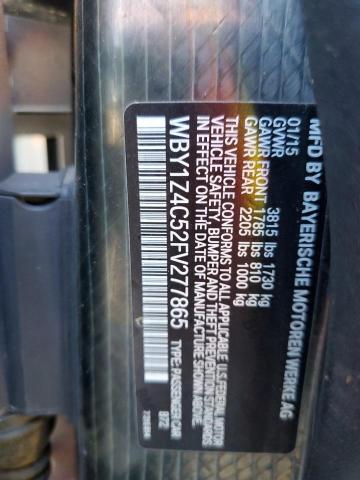 MFD BY BAYERISCHE MOTOREN WERKE AG
01/15
GVWR 3815 lbs 1730 kg
GAWR FRONT 1785 lbs 810 kg
GAWR REAR 2205 lbs 1000 kg
THIS VEHICLE CONFORMS TO ALL APPLICABLE U.S. FEDERAL MOTOR
VEHICLE SAFETY, BUMPER AND THEFT PREVENTION STANDARDS
IN EFFECT ON THE DATE OF MANUFACTURE SHOWN ABOVE.
WBY1Z4C52FV277865 TYPE: PASSENGER CAR